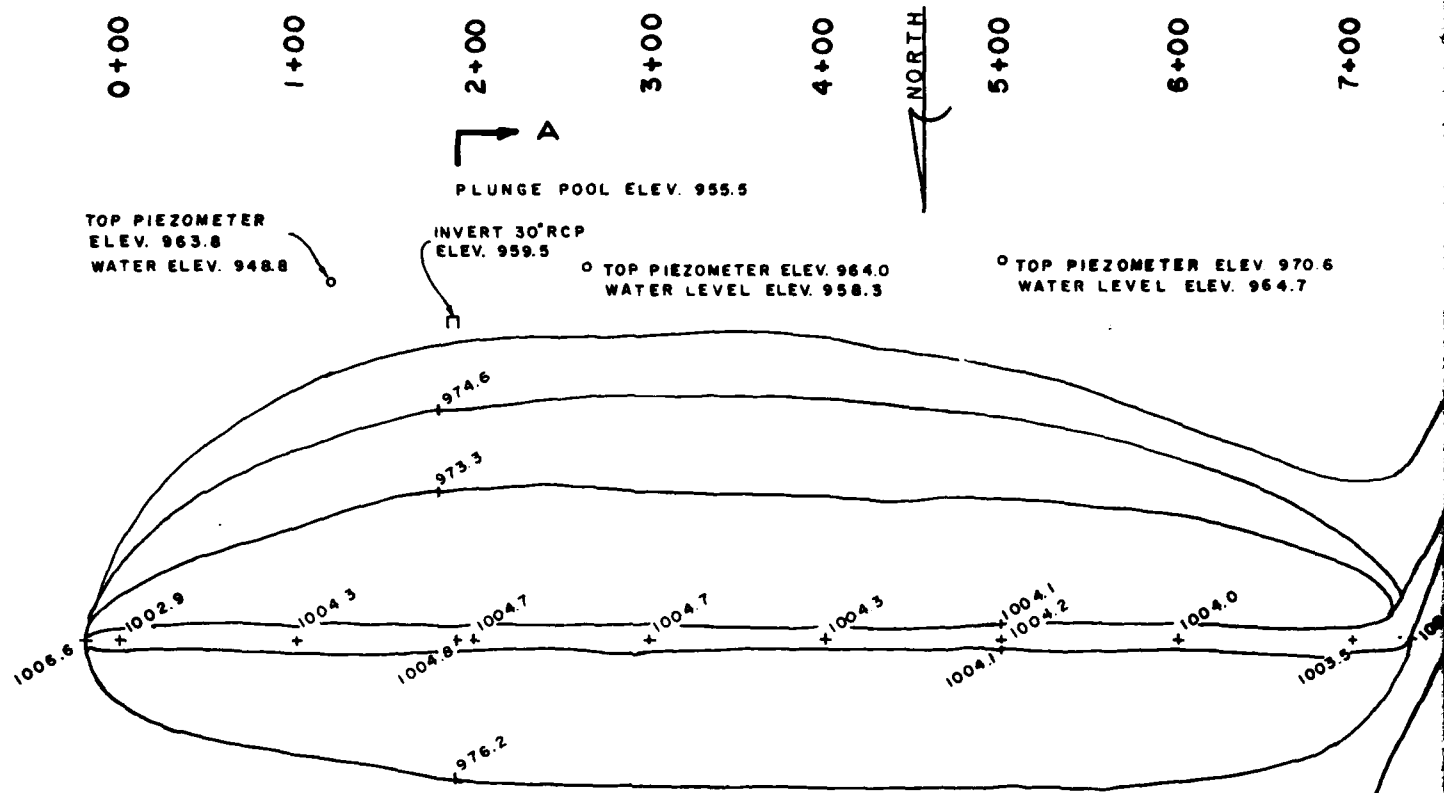 0+00
1+00
2+00
3+00
4+00
NORTH
5+00
6+00
7+00
A
PLUNGE POOL ELEV. 955.5
TOP PIEZOMETER
ELEV. 963.8
WATER ELEV. 948.8
INVERT 30"RCP
ELEV. 959.5
TOP PIEZOMETER ELEV. 964.0
WATER LEVEL ELEV. 958.3
TOP PIEZOMETER ELEV. 970.6
WATER LEVEL ELEV. 964.7
974.6
973.3
1002.9
1004.3
1004.7
1004.7
1004.3
1004.1
1004.2
1004.0
1006.6
1004.8
1004.1
1003.5
976.2